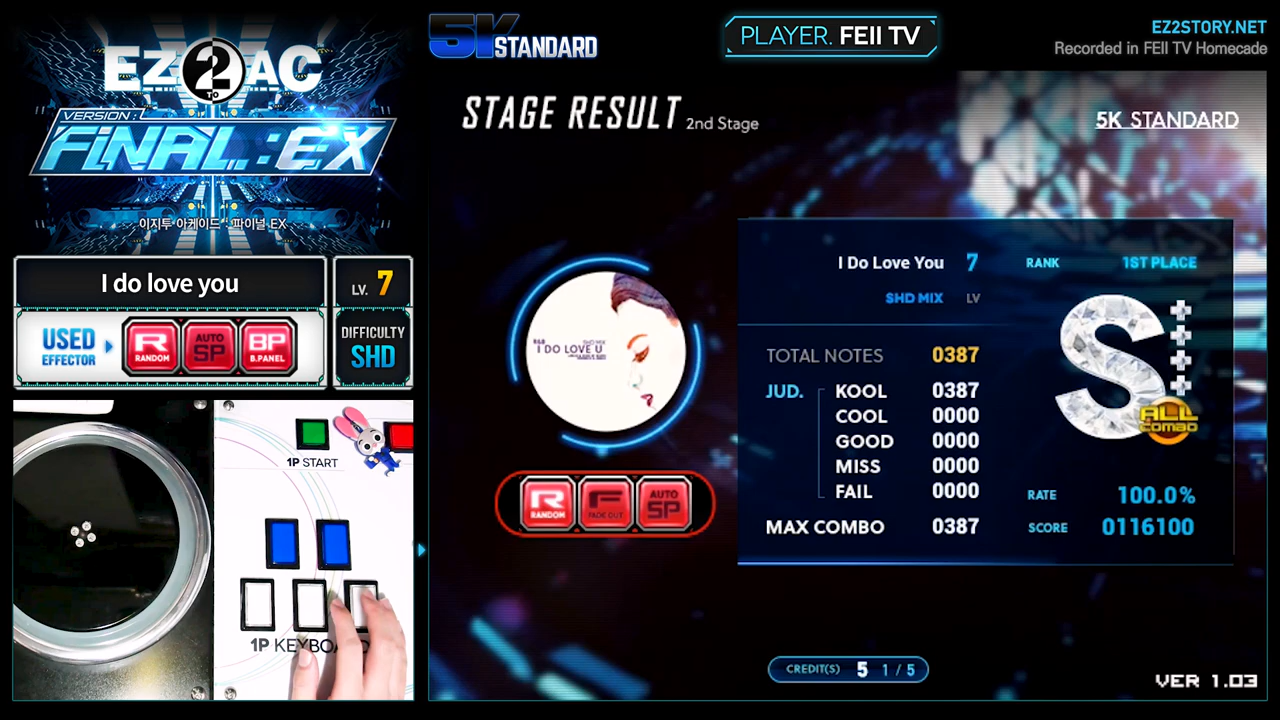 EZ2AC
TO
VERSION :
FINAL:EX
이지투 아케이드 : 파이널 EX
I do love you
LV. 7
USED
EFFECTOR
R
RANDOM
AUTO
SP
BP
B.PANEL
DIFFICULTY
SHD
1P START
1P KEYBOARD
5K STANDARD
PLAYER. FEII TV
EZ2STORY.NET
Recorded in FEII TV Homecade
STAGE RESULT 2nd Stage
5K STANDARD
I Do Love You 7
SHD MIX LV
RANK 1ST PLACE
TOTAL NOTES 0387
JUD.
KOOL 0387
COOL 0000
GOOD 0000
MISS 0000
FAIL 0000
MAX COMBO 0387
S++++
ALL
COMBO
RATE 100.0%
SCORE 0116100
R&B SHD MIX
I DO LOVE U
R
RANDOM
F
FADE OUT
AUTO
SP
CREDIT(S) 5 1 / 5
VER 1.03